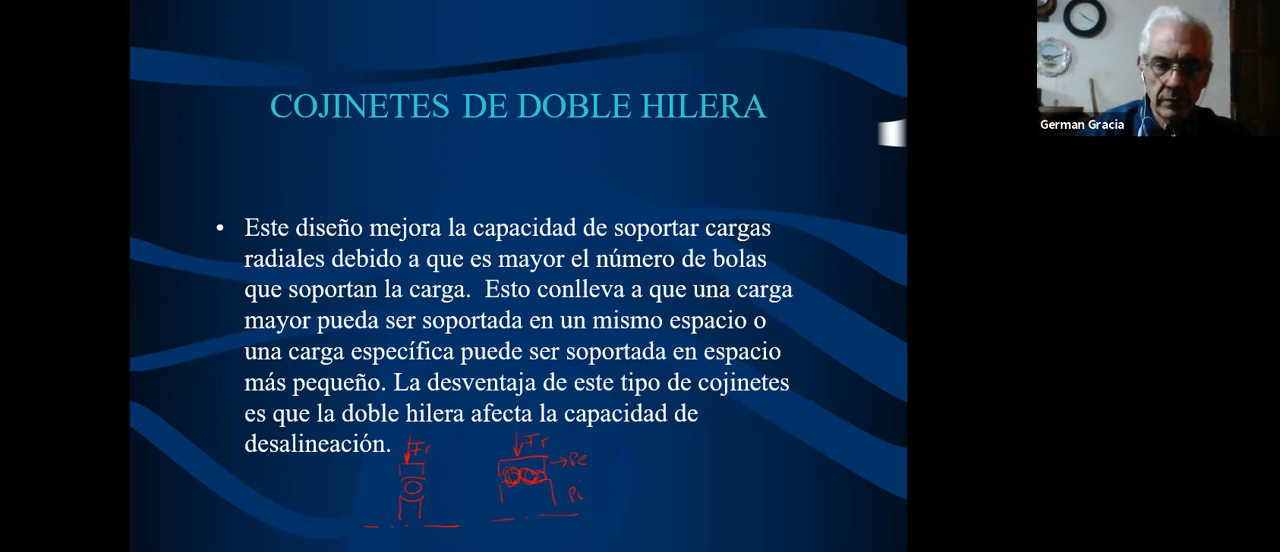 COJINETES DE DOBLE HILERA
German Gracia
• Este diseño mejora la capacidad de soportar cargas
radiales debido a que es mayor el número de bolas
que soportan la carga.  Esto conlleva a que una carga
mayor pueda ser soportada en un mismo espacio o
una carga específica puede ser soportada en espacio
más pequeño. La desventaja de este tipo de cojinetes
es que la doble hilera afecta la capacidad de
desalineación.
Fr
Fr
Pe
Pi